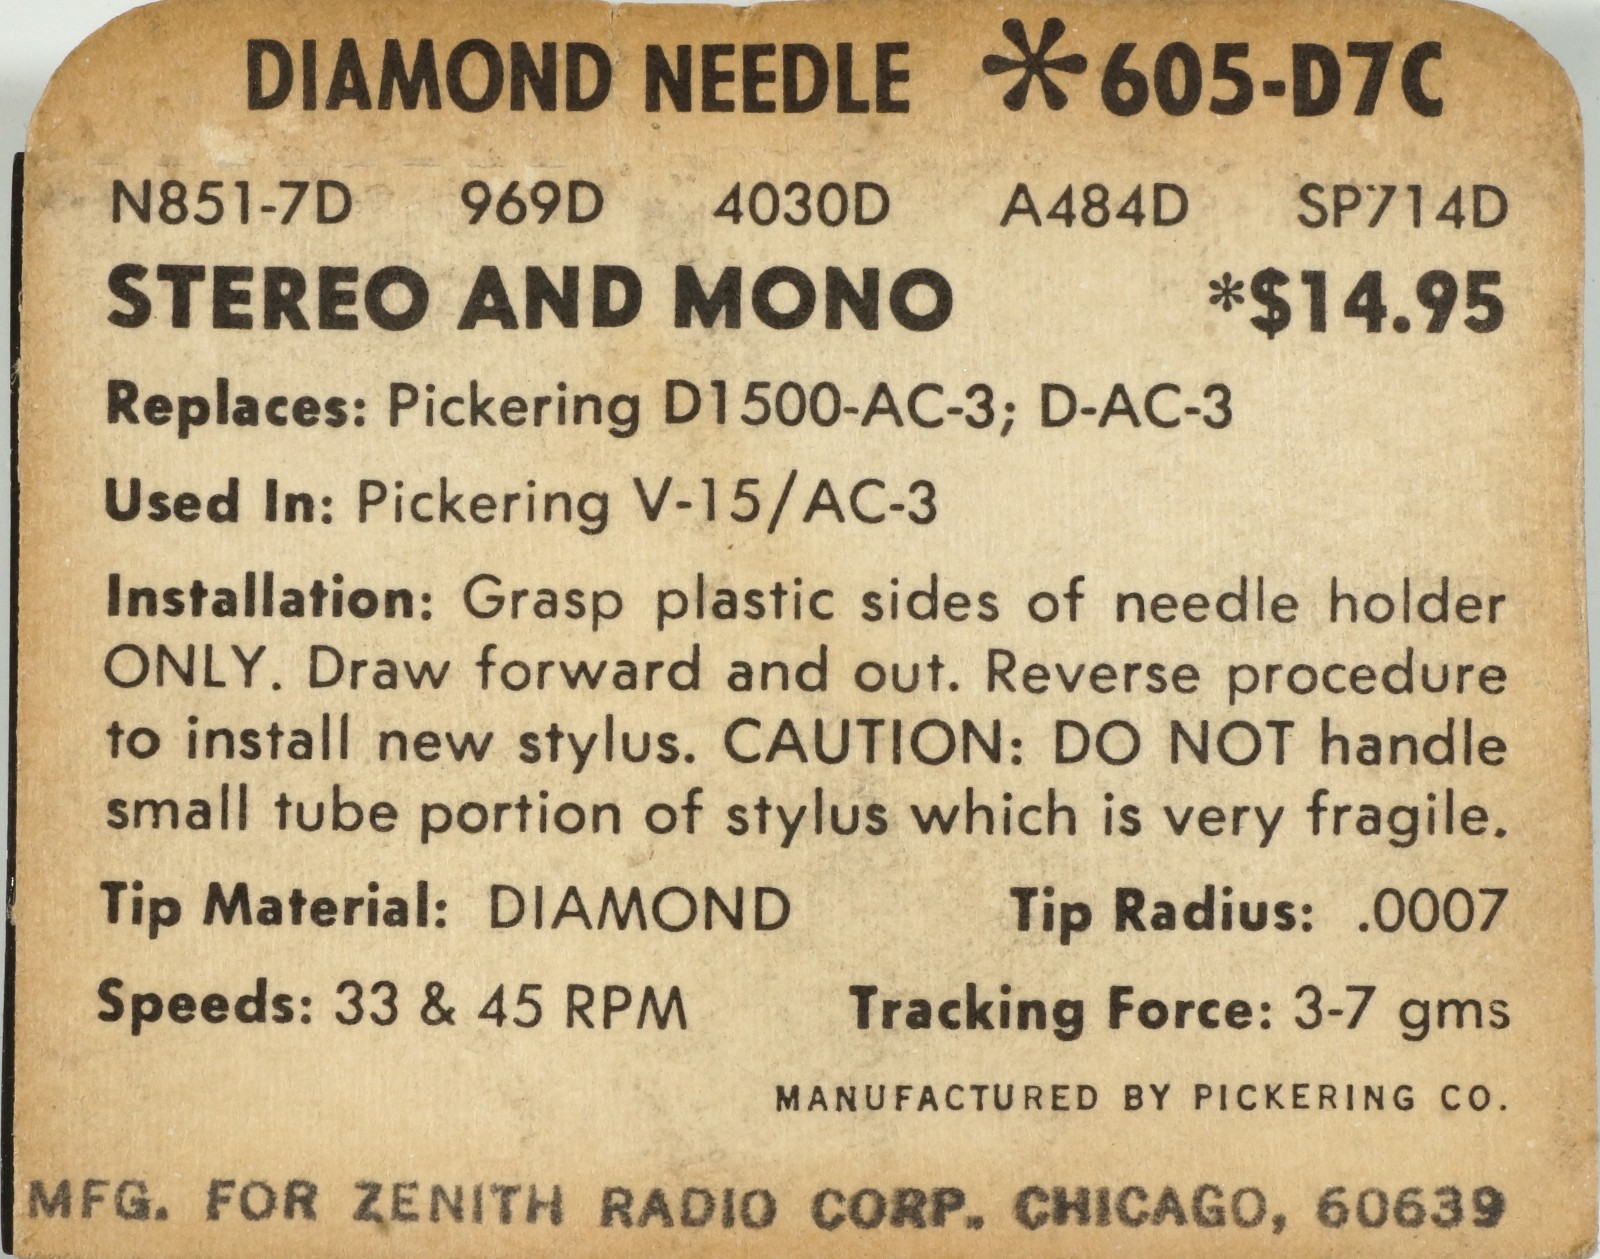 DIAMOND NEEDLE *605-D7C
N851-7D 969D 4030D A484D SP714D
STEREO AND MONO *$14.95
Replaces: Pickering D1500-AC-3; D-AC-3
Used In: Pickering V-15/AC-3
Installation: Grasp plastic sides of needle holder
ONLY. Draw forward and out. Reverse procedure
to install new stylus. CAUTION: DO NOT handle
small tube portion of stylus which is very fragile.
Tip Material: DIAMOND Tip Radius: .0007
Speeds: 33 & 45 RPM Tracking Force: 3-7 gms
MANUFACTURED BY PICKERING CO.
MFG. FOR ZENITH RADIO CORP. CHICAGO, 60639